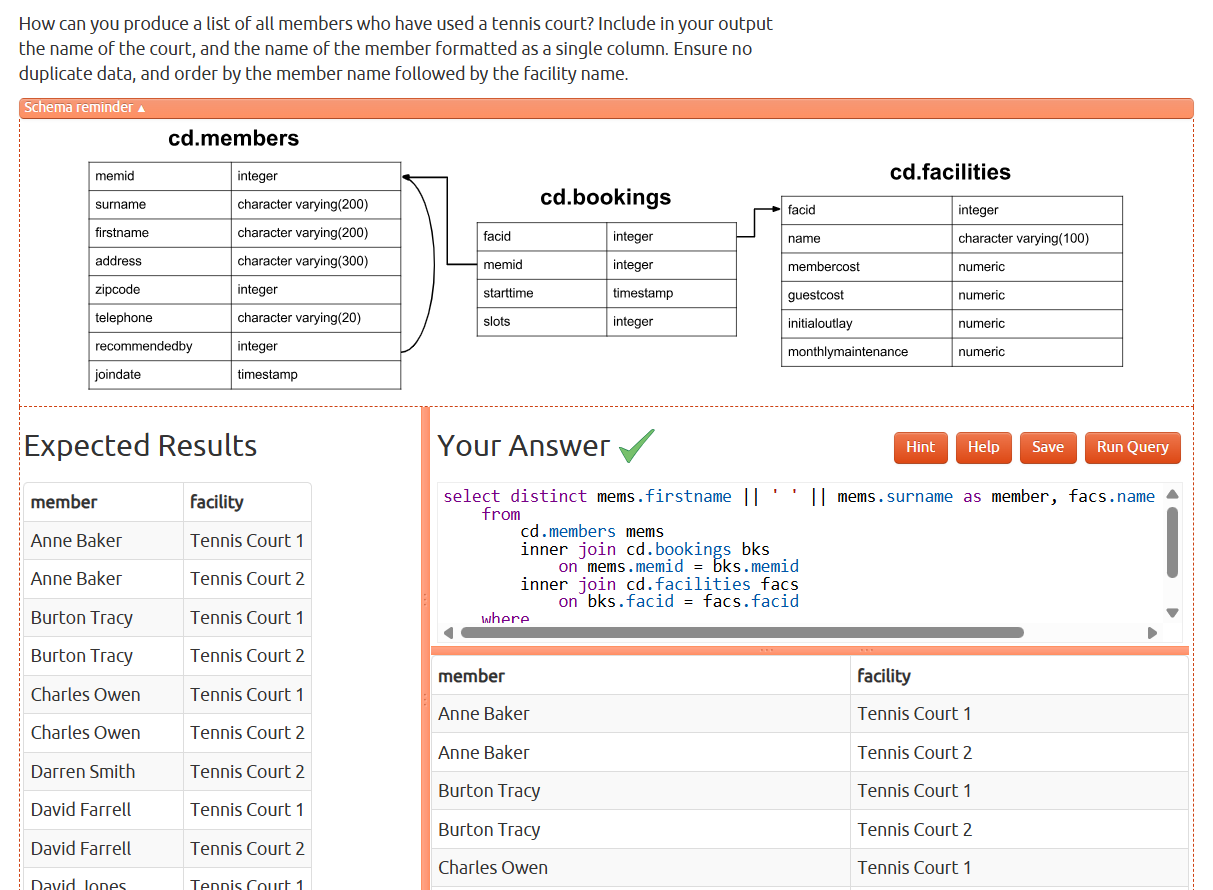 How can you produce a list of all members who have used a tennis court? Include in your output
the name of the court, and the name of the member formatted as a single column. Ensure no
duplicate data, and order by the member name followed by the facility name.
Schema reminder ▲
cd.members
memid integer
surname character varying(200)
firstname character varying(200)
address character varying(300)
zipcode integer
telephone character varying(20)
recommendedby integer
joindate timestamp
cd.bookings
facid integer
memid integer
starttime timestamp
slots integer
cd.facilities
facid integer
name character varying(100)
membercost numeric
guestcost numeric
initialoutlay numeric
monthlymaintenance numeric
Expected Results
member facility
Anne Baker Tennis Court 1
Anne Baker Tennis Court 2
Burton Tracy Tennis Court 1
Burton Tracy Tennis Court 2
Charles Owen Tennis Court 1
Charles Owen Tennis Court 2
Darren Smith Tennis Court 2
David Farrell Tennis Court 1
David Farrell Tennis Court 2
David Jones Tennis Court 1
Your Answer
Hint Help Save Run Query
select distinct mems.firstname || ' ' || mems.surname as member, facs.name
from
cd.members mems
inner join cd.bookings bks
on mems.memid = bks.memid
inner join cd.facilities facs
on bks.facid = facs.facid
where
member facility
Anne Baker Tennis Court 1
Anne Baker Tennis Court 2
Burton Tracy Tennis Court 1
Burton Tracy Tennis Court 2
Charles Owen Tennis Court 1